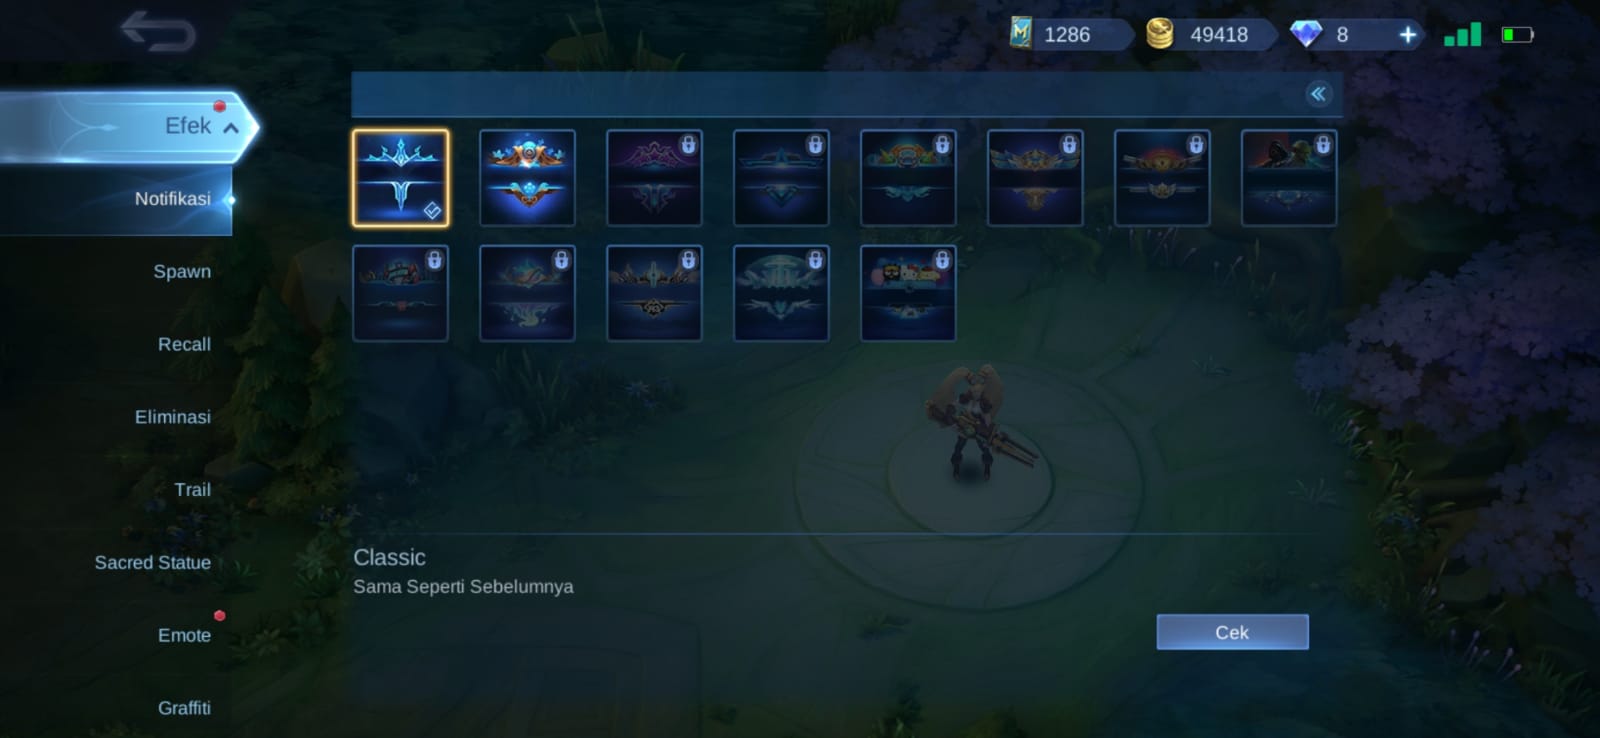 1286
49418
8
Efek
Notifikasi
Spawn
Recall
Eliminasi
Trail
Sacred Statue
Emote
Graffiti
Classic
Sama Seperti Sebelumnya
Cek